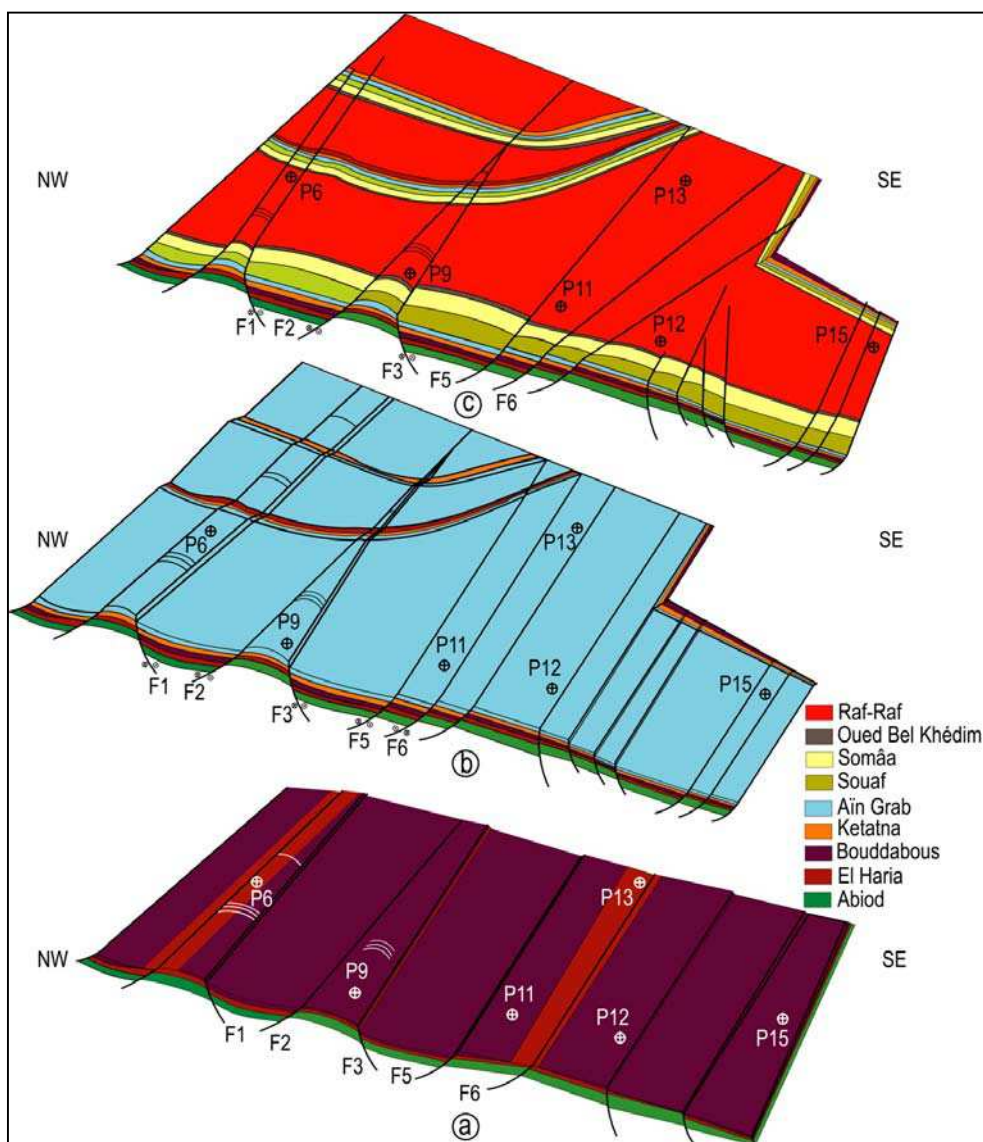 NW
SE
P6
P13
P9
P11
P12
P15
F1
F2
F3
F5
F6
c
NW
SE
P6
P13
P9
P11
P12
P15
F1
F2
F3
F5
F6
b
Raf-Raf
Oued Bel Khédim
Somâa
Souaf
Aïn Grab
Ketatna
Bouddabous
El Haria
Abiod
NW
SE
P6
P13
P9
P11
P12
P15
F1
F2
F3
F5
F6
a